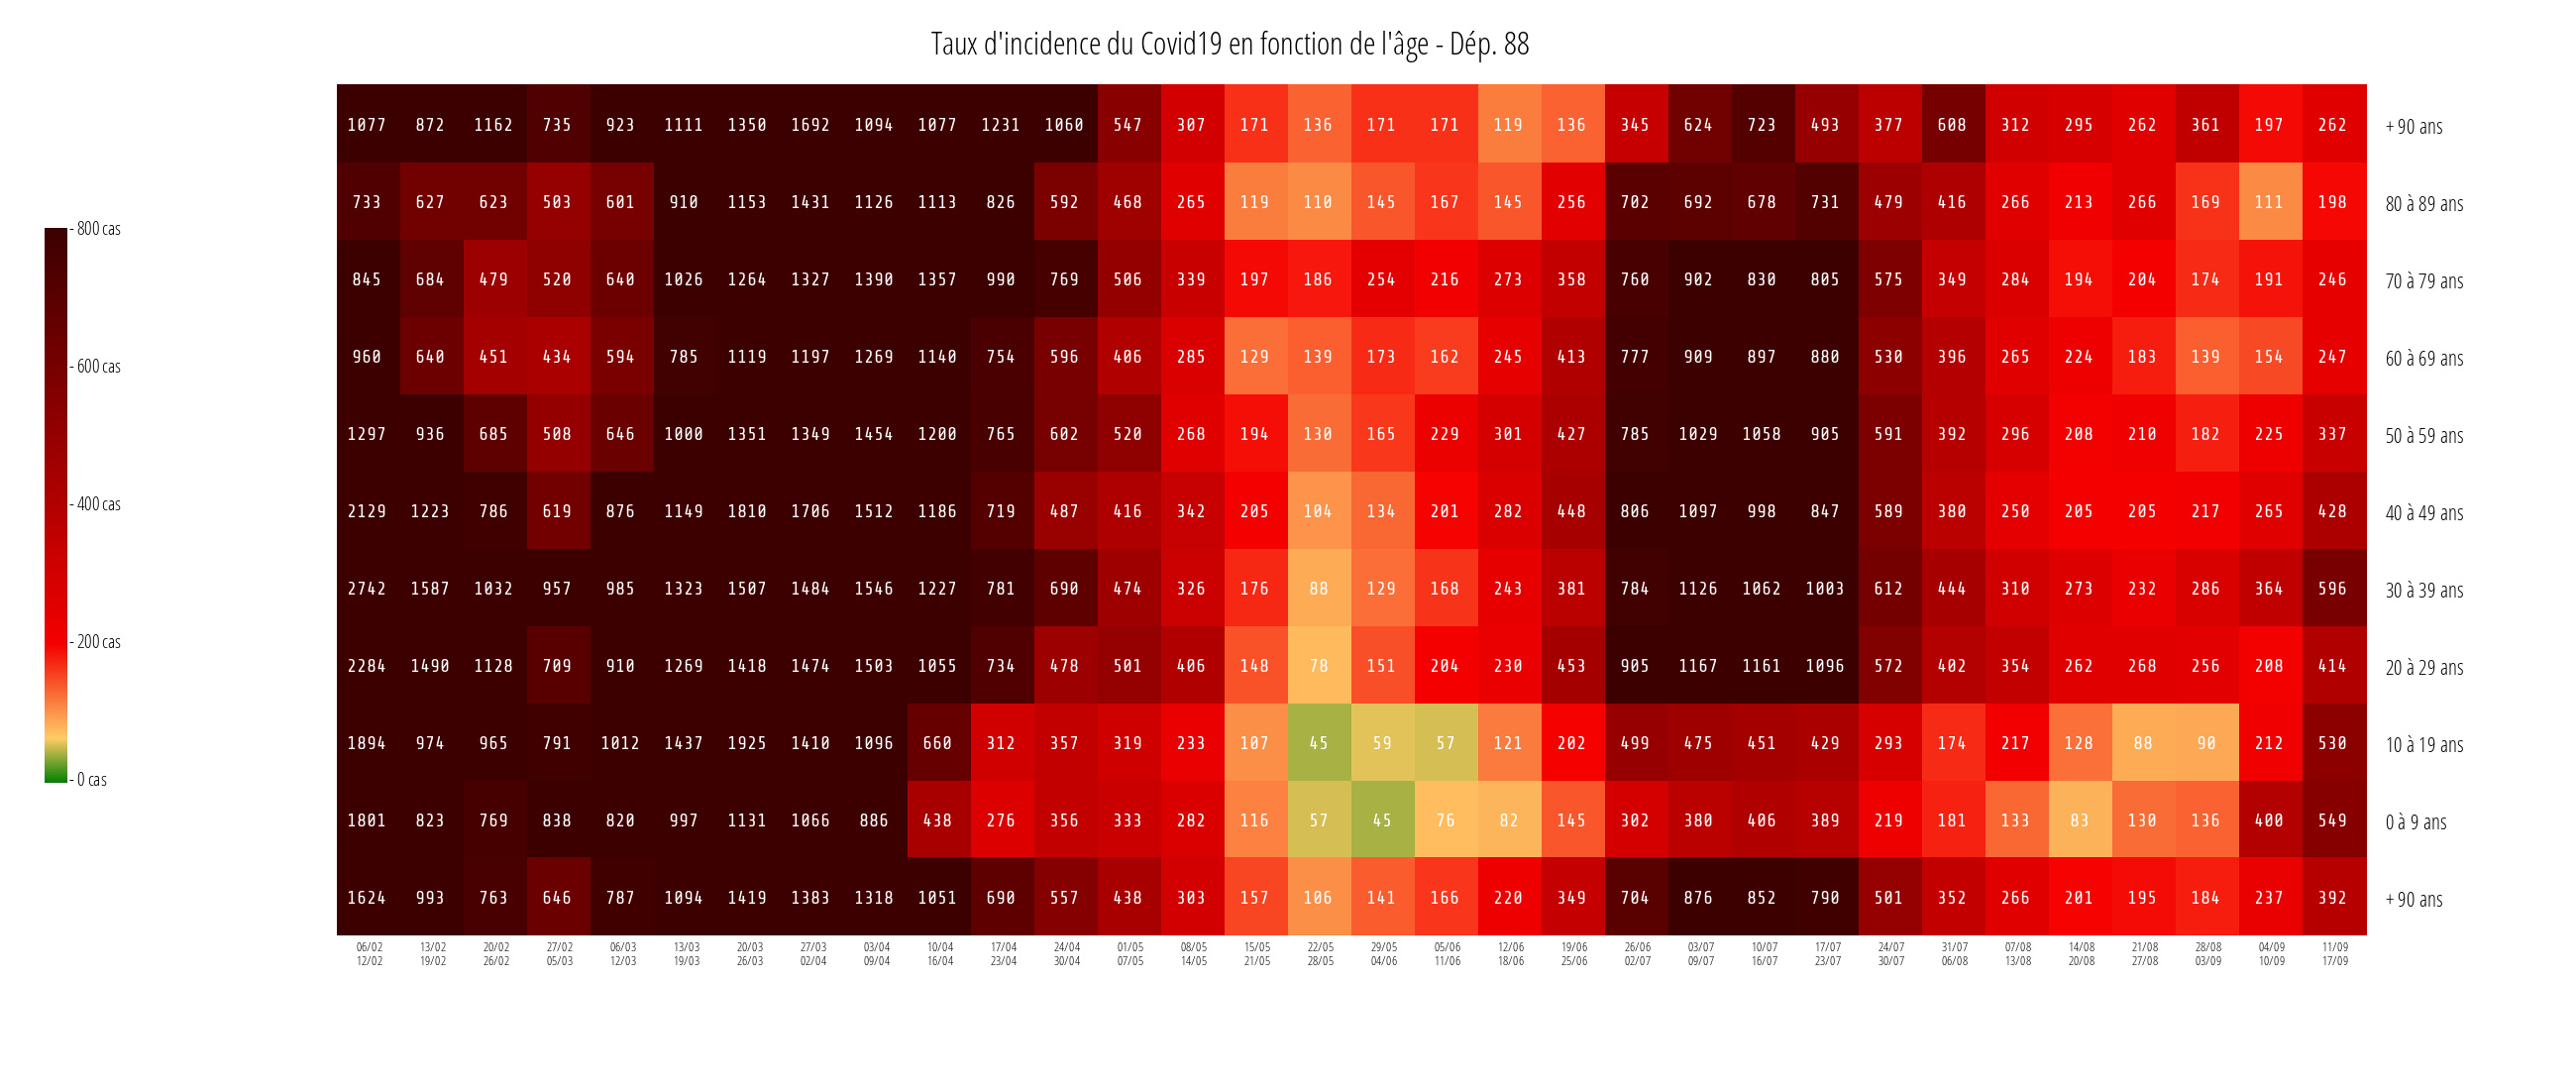 Taux d'incidence du Covid19 en fonction de l'âge - Dép. 88
1077 872 1162 735 923 1111 1350 1692 1094 1077 1231 1060 547 307 171 136 171 171 119 136 345 624 723 493 377 608 312 295 262 361 197 262 + 90 ans
733 627 623 503 601 910 1153 1431 1126 1113 826 592 468 265 119 110 145 167 145 256 702 692 678 731 479 416 266 213 266 169 111 198 80 à 89 ans
- 800 cas
845 684 479 520 640 1026 1264 1327 1390 1357 990 769 506 339 197 186 254 216 273 358 760 902 830 805 575 349 284 194 204 174 191 246 70 à 79 ans
960 640 451 434 594 785 1119 1197 1269 1140 754 596 406 285 129 139 173 162 245 413 777 909 897 880 530 396 265 224 183 139 154 247 60 à 69 ans
- 600 cas
1297 936 685 508 646 1000 1351 1349 1454 1200 765 602 520 268 194 130 165 229 301 427 785 1029 1058 905 591 392 296 208 210 182 225 337 50 à 59 ans
- 400 cas
2129 1223 786 619 876 1149 1810 1706 1512 1186 719 487 416 342 205 104 134 201 282 448 806 1097 998 847 589 380 250 205 205 217 265 428 40 à 49 ans
2742 1587 1032 957 985 1323 1507 1484 1546 1227 781 690 474 326 176 88 129 168 243 381 784 1126 1062 1003 612 444 310 273 232 286 364 596 30 à 39 ans
- 200 cas
2284 1490 1128 709 910 1269 1418 1474 1503 1055 734 478 501 406 148 78 151 204 230 453 905 1167 1161 1096 572 402 354 262 268 256 208 414 20 à 29 ans
1894 974 965 791 1012 1437 1925 1410 1096 660 312 357 319 233 107 45 59 57 121 202 499 475 451 429 293 174 217 128 88 90 212 530 10 à 19 ans
- 0 cas
1801 823 769 838 820 997 1131 1066 886 438 276 356 333 282 116 57 45 76 82 145 302 380 406 389 219 181 133 83 130 136 400 549 0 à 9 ans
1624 993 763 646 787 1094 1419 1383 1318 1051 690 557 438 303 157 106 141 166 220 349 704 876 852 790 501 352 266 201 195 184 237 392 + 90 ans
06/02 13/02 20/02 27/02 06/03 13/03 20/03 27/03 03/04 10/04 17/04 24/04 01/05 08/05 15/05 22/05 29/05 05/06 12/06 19/06 26/06 03/07 10/07 17/07 24/07 31/07 07/08 14/08 21/08 28/08 04/09 11/09
12/02 19/02 26/02 05/03 12/03 19/03 26/03 02/04 09/04 16/04 23/04 30/04 07/05 14/05 21/05 28/05 04/06 11/06 18/06 25/06 02/07 09/07 16/07 23/07 30/07 06/08 13/08 20/08 27/08 03/09 10/09 17/09